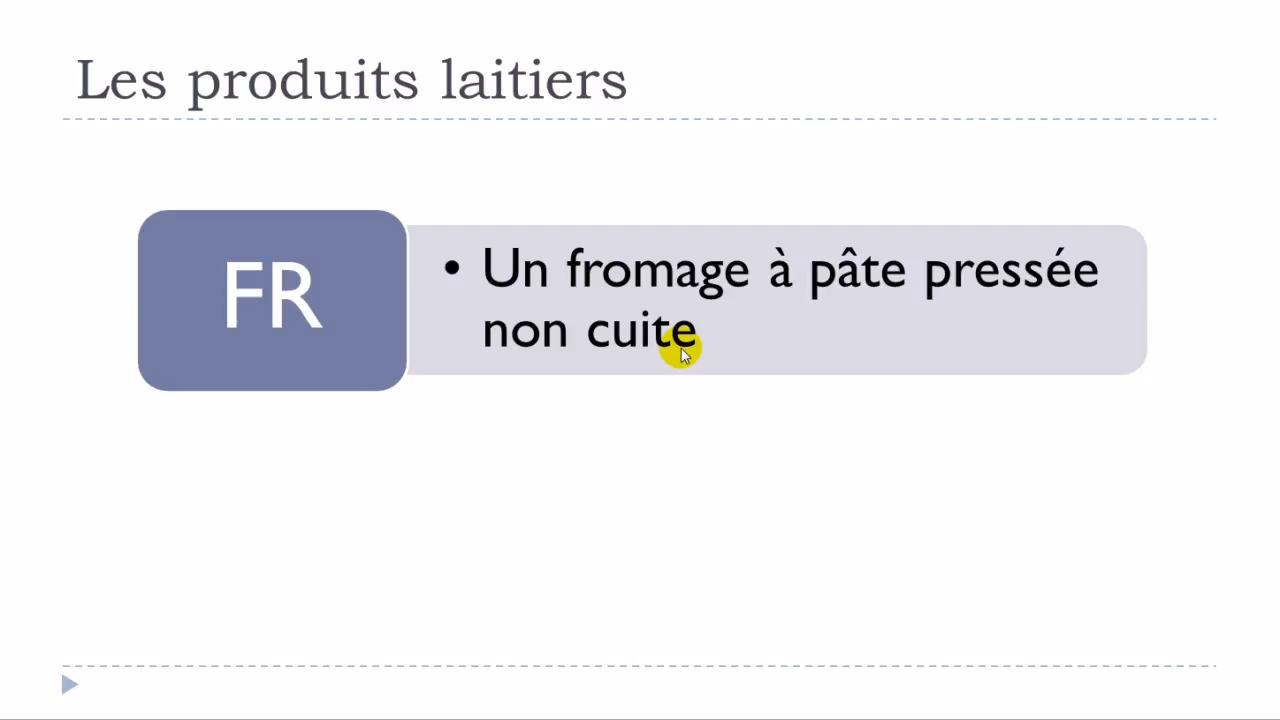 Les produits laitiers
FR
• Un fromage à pâte pressée
non cuite